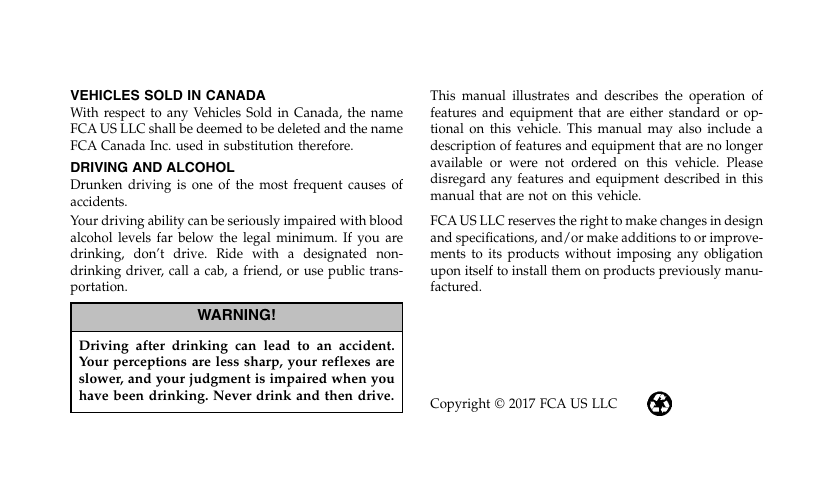 VEHICLES SOLD IN CANADA
With respect to any Vehicles Sold in Canada, the name
FCA US LLC shall be deemed to be deleted and the name
FCA Canada Inc. used in substitution therefore.
DRIVING AND ALCOHOL
Drunken driving is one of the most frequent causes of
accidents.
Your driving ability can be seriously impaired with blood
alcohol levels far below the legal minimum. If you are
drinking, don’t drive. Ride with a designated non-
drinking driver, call a cab, a friend, or use public trans-
portation.
WARNING!
Driving after drinking can lead to an accident.
Your perceptions are less sharp, your reflexes are
slower, and your judgment is impaired when you
have been drinking. Never drink and then drive.
This manual illustrates and describes the operation of
features and equipment that are either standard or op-
tional on this vehicle. This manual may also include a
description of features and equipment that are no longer
available or were not ordered on this vehicle. Please
disregard any features and equipment described in this
manual that are not on this vehicle.
FCA US LLC reserves the right to make changes in design
and specifications, and/or make additions to or improve-
ments to its products without imposing any obligation
upon itself to install them on products previously manu-
factured.
Copyright © 2017 FCA US LLC